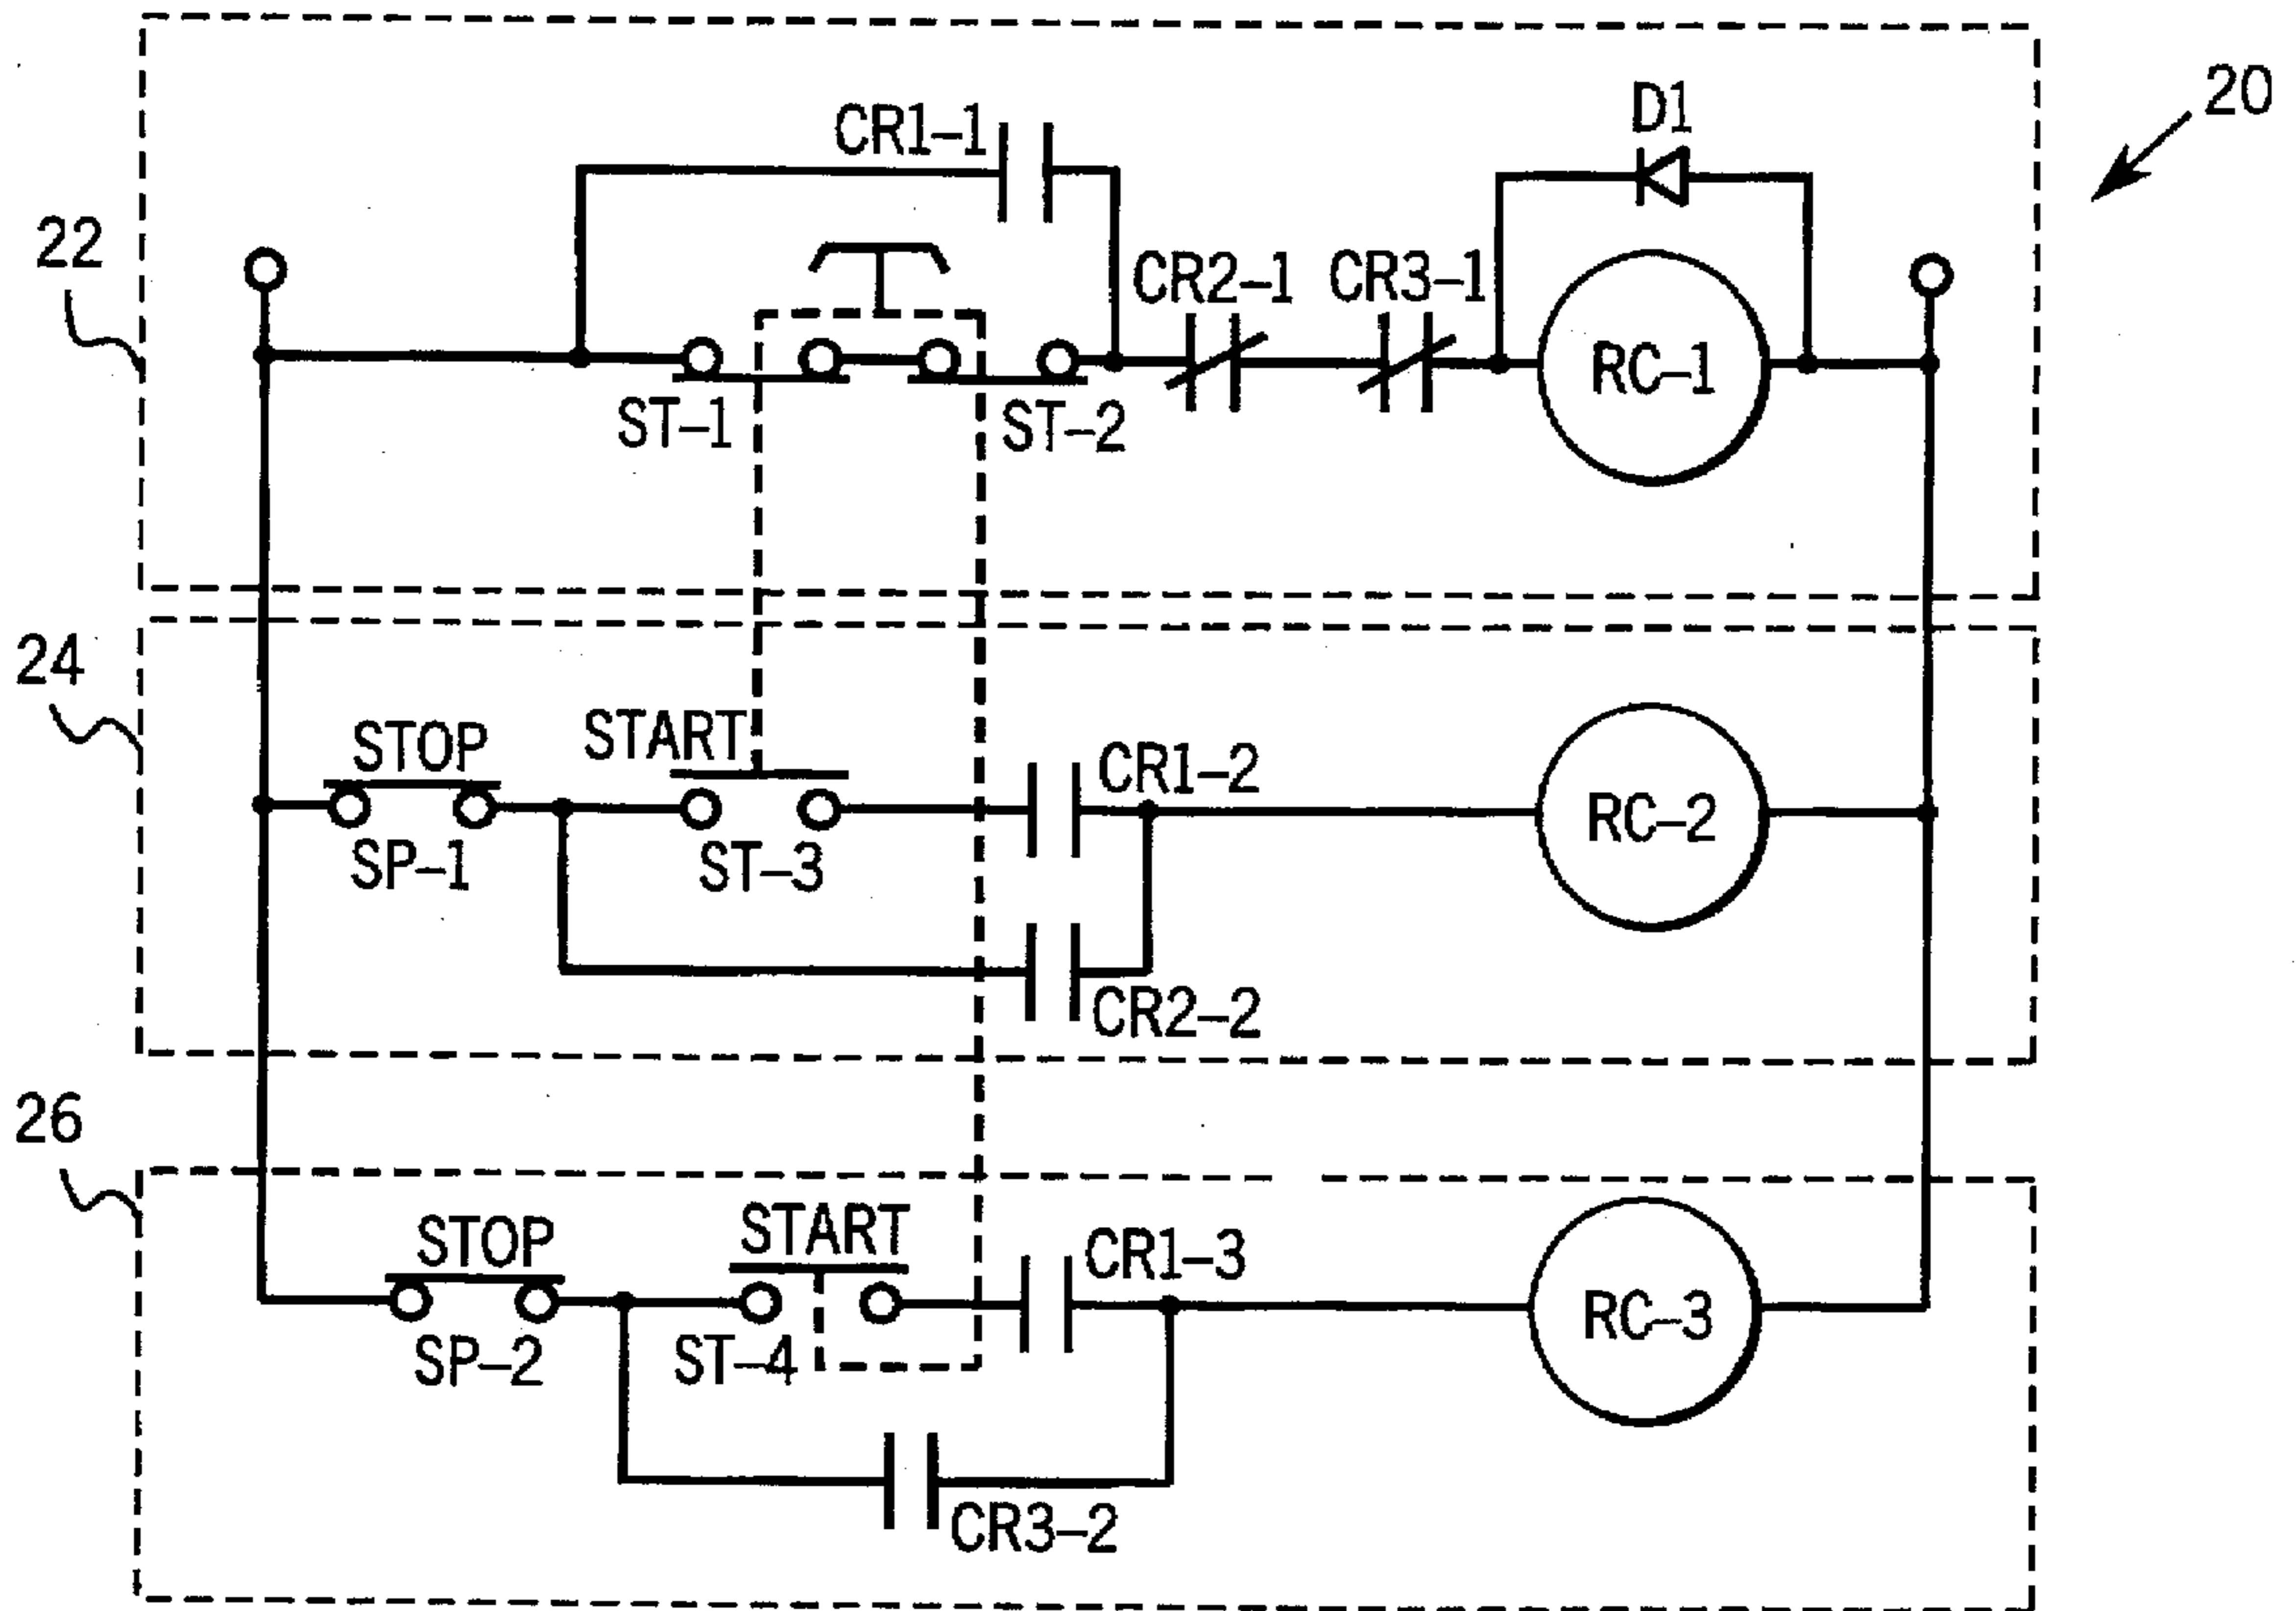 20
D1
CR1-1
22
CR2-1
CR3-1
RC-1
ST-1
ST-2
24
STOP
START
CR1-2
RC-2
SP-1
ST-3
CR2-2
26
STOP
START
CR1-3
RC-3
SP-2
ST-4
CR3-2